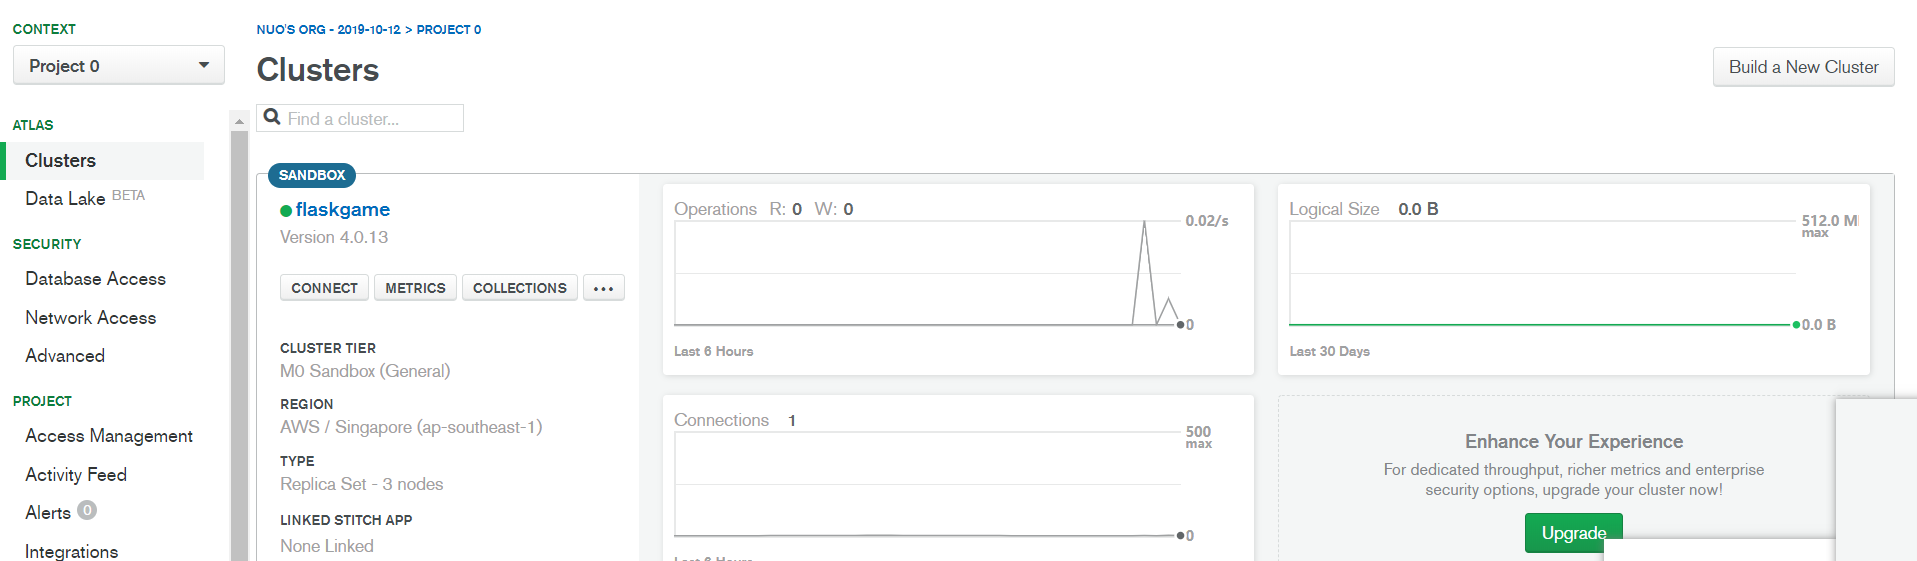 CONTEXT
Project 0
ATLAS
Clusters
Data Lake BETA
SECURITY
Database Access
Network Access
Advanced
PROJECT
Access Management
Activity Feed
Alerts 0
Integrations
NUO'S ORG - 2019-10-12 > PROJECT 0
Clusters
Build a New Cluster
Find a cluster...
SANDBOX
flaskgame
Version 4.0.13
CONNECT
METRICS
COLLECTIONS
...
CLUSTER TIER
M0 Sandbox (General)
REGION
AWS / Singapore (ap-southeast-1)
TYPE
Replica Set - 3 nodes
LINKED STITCH APP
None Linked
Operations R: 0 W: 0
0.02/s
0
Last 6 Hours
Logical Size 0.0 B
512.0 M
max
0.0 B
Last 30 Days
Connections 1
500
max
0
Last 6 Hours
Enhance Your Experience
For dedicated throughput, richer metrics and enterprise
security options, upgrade your cluster now!
Upgrade